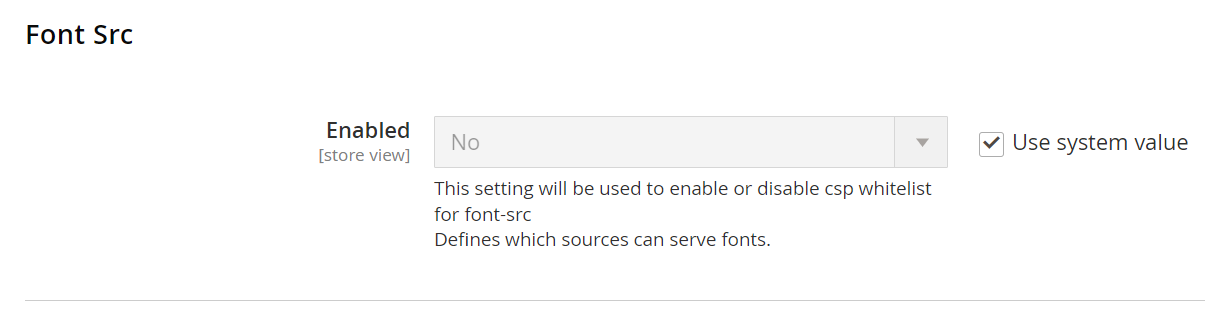 Font Src
Enabled
[store view]
No
Use system value
This setting will be used to enable or disable csp whitelist
for font-src
Defines which sources can serve fonts.